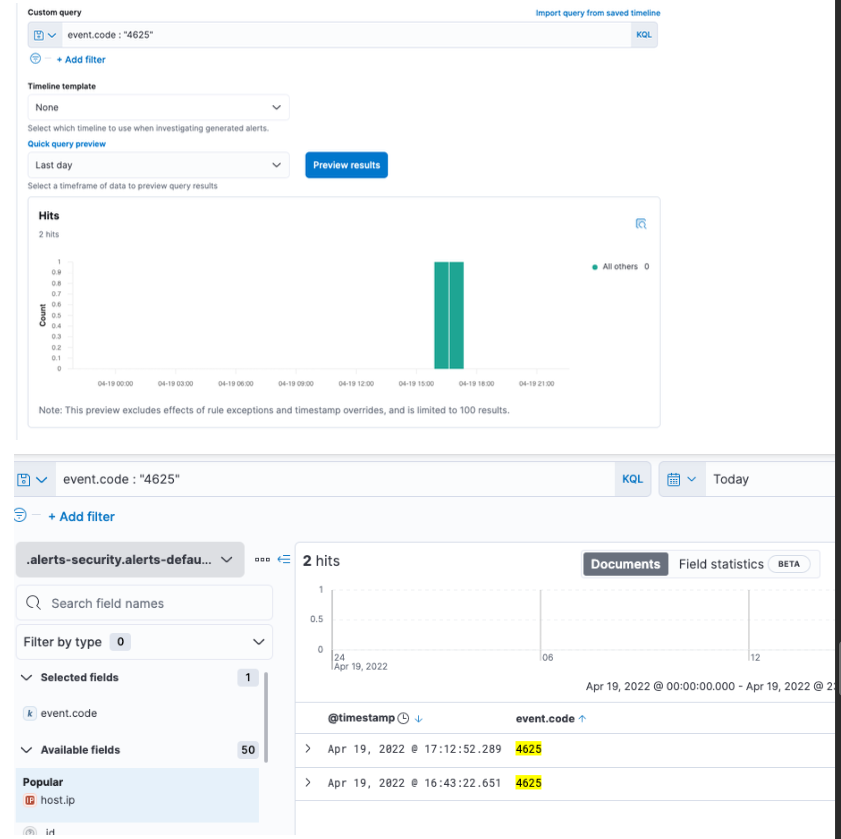 Custom query
Import query from saved timeline
event.code : "4625"
KQL
+ Add filter
Timeline template
None
Select which timeline to use when investigating generated alerts.
Quick query preview
Last day
Preview results
Select a timeframe of data to preview query results
Hits
2 hits
All others 0
1
0.9
0.8
0.7
0.6
0.5
0.4
0.3
0.2
0.1
0
Count
04-19 00:00 04-19 03:00 04-19 06:00 04-19 09:00 04-19 12:00 04-19 15:00 04-19 18:00 04-19 21:00
Note: This preview excludes effects of rule exceptions and timestamp overrides, and is limited to 100 results.
event.code : "4625"
KQL
Today
+ Add filter
.alerts-security.alerts-defau...
Search field names
Filter by type 0
Selected fields 1
k event.code
Available fields 50
Popular
IP host.ip
_id
2 hits
Documents
Field statistics BETA
1
0.5
0
24 06 12
Apr 19, 2022
Apr 19, 2022 @ 00:00:00.000 - Apr 19, 2022 @ 2
@timestamp event.code
Apr 19, 2022 @ 17:12:52.289 4625
Apr 19, 2022 @ 16:43:22.651 4625